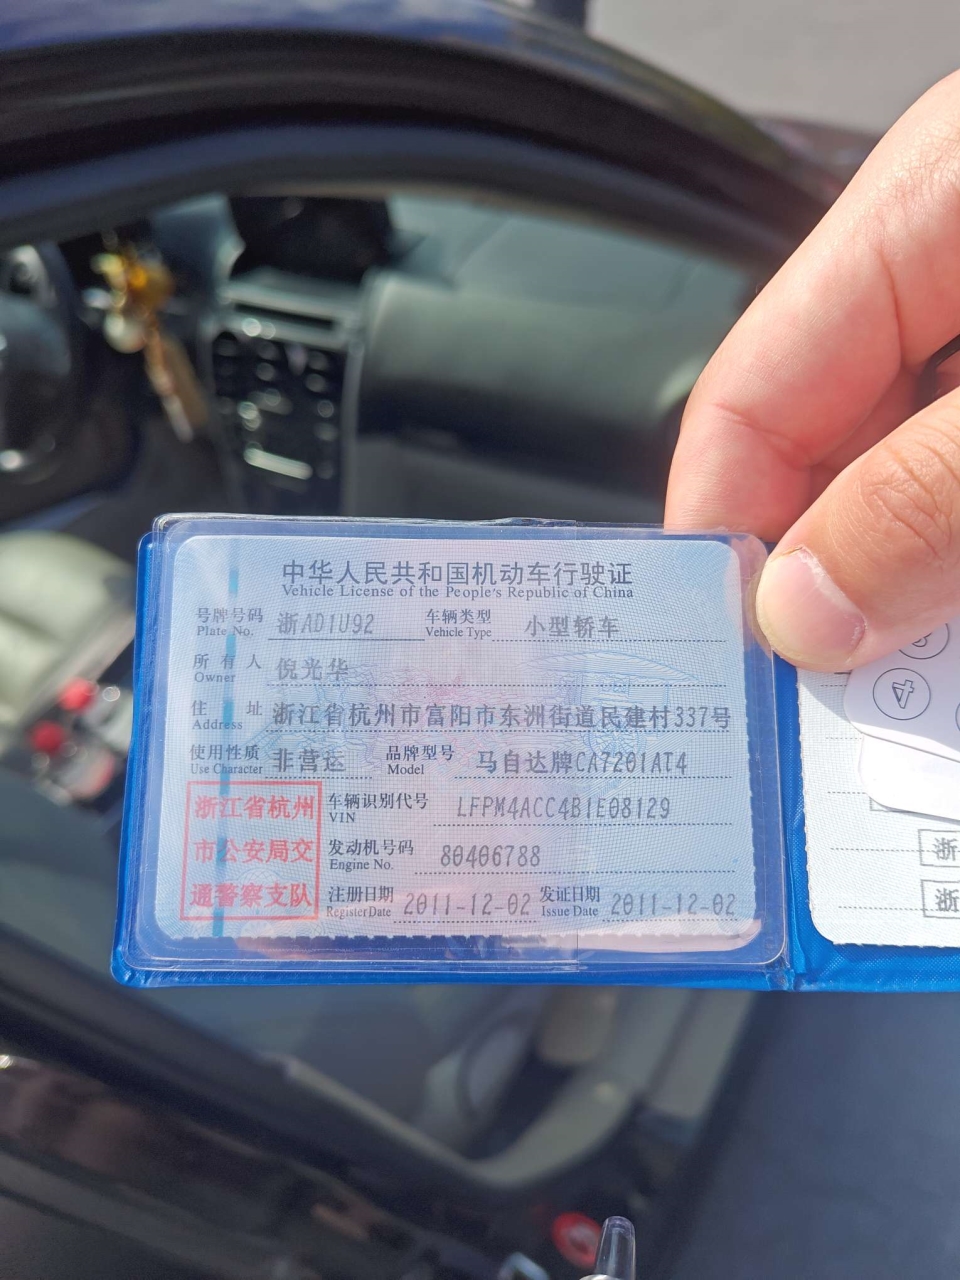 中华人民共和国机动车行驶证
Vehicle License of the People's Republic of China
号牌号码 浙AD1U92 车辆类型 小型轿车
Plate No. Vehicle Type
所有人 倪光华
Owner
住址 浙江省杭州市富阳市东洲街道民建村337号
Address
使用性质 非营运 品牌型号 马自达牌CA7201AT4
Use Character Model
浙江省杭州
市公安局交
通警察支队
车辆识别代号 LFPM4ACC4B1E08129
VIN
发动机号码 80406788
Engine No.
注册日期 2011-12-02 发证日期 2011-12-02
Register Date Issue Date
4
浙
浙